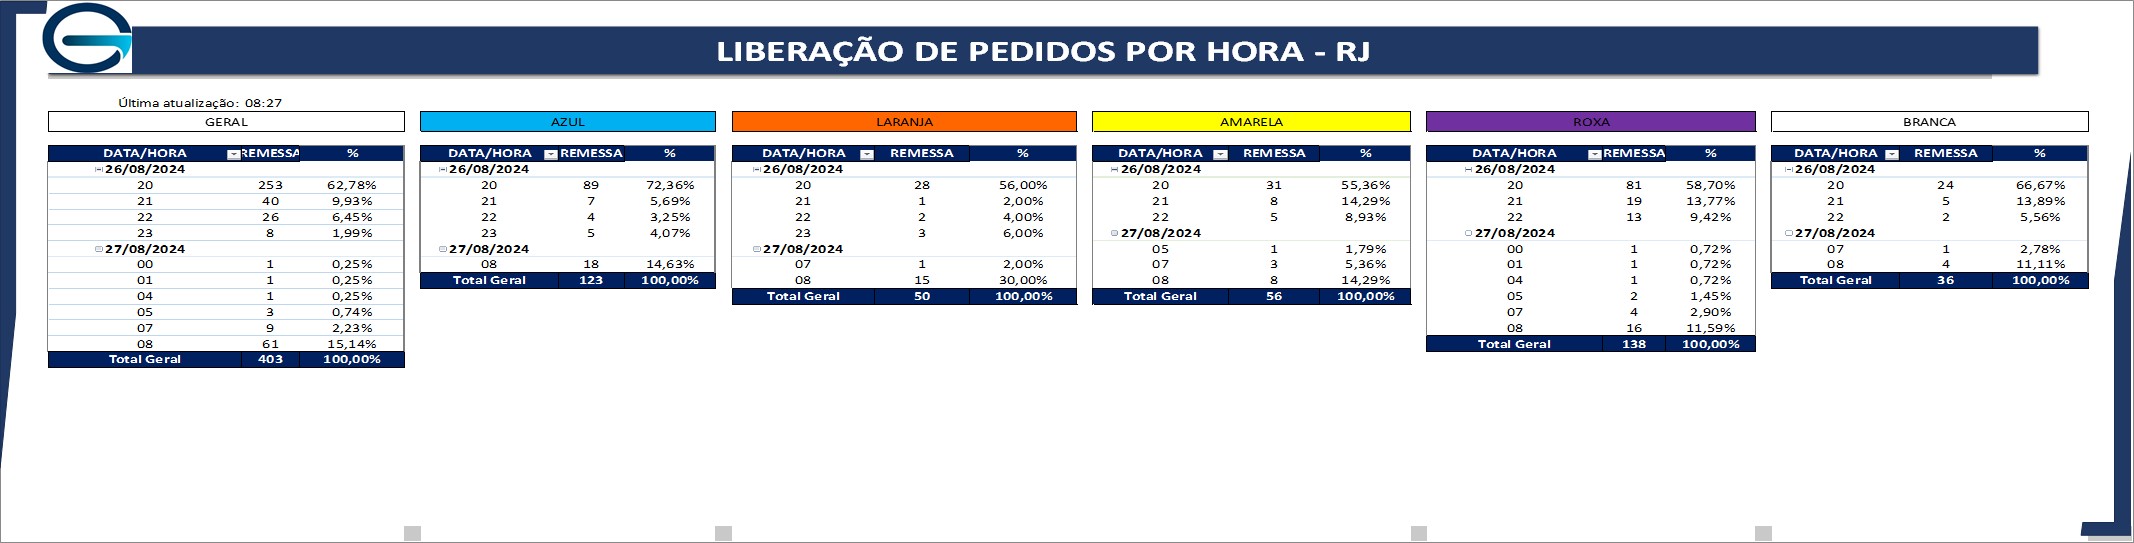 LIBERAÇÃO DE PEDIDOS POR HORA - RJ
Última atualização: 08:27
GERAL
DATA/HORA REMESSA %
26/08/2024
20 253 62,78%
21 40 9,93%
22 26 6,45%
23 8 1,99%
27/08/2024
00 1 0,25%
01 1 0,25%
04 1 0,25%
05 3 0,74%
07 9 2,23%
08 61 15,14%
Total Geral 403 100,00%
AZUL
DATA/HORA REMESSA %
26/08/2024
20 89 72,36%
21 7 5,69%
22 4 3,25%
23 5 4,07%
27/08/2024
08 18 14,63%
Total Geral 123 100,00%
LARANJA
DATA/HORA REMESSA %
26/08/2024
20 28 56,00%
21 1 2,00%
22 2 4,00%
23 3 6,00%
27/08/2024
07 1 2,00%
08 15 30,00%
Total Geral 50 100,00%
AMARELA
DATA/HORA REMESSA %
26/08/2024
20 31 55,36%
21 8 14,29%
22 5 8,93%
27/08/2024
05 1 1,79%
07 3 5,36%
08 8 14,29%
Total Geral 56 100,00%
ROXA
DATA/HORA REMESSA %
26/08/2024
20 81 58,70%
21 19 13,77%
22 13 9,42%
27/08/2024
00 1 0,72%
01 1 0,72%
04 1 0,72%
05 2 1,45%
07 4 2,90%
08 16 11,59%
Total Geral 138 100,00%
BRANCA
DATA/HORA REMESSA %
26/08/2024
20 24 66,67%
21 5 13,89%
22 2 5,56%
27/08/2024
07 1 2,78%
08 4 11,11%
Total Geral 36 100,00%